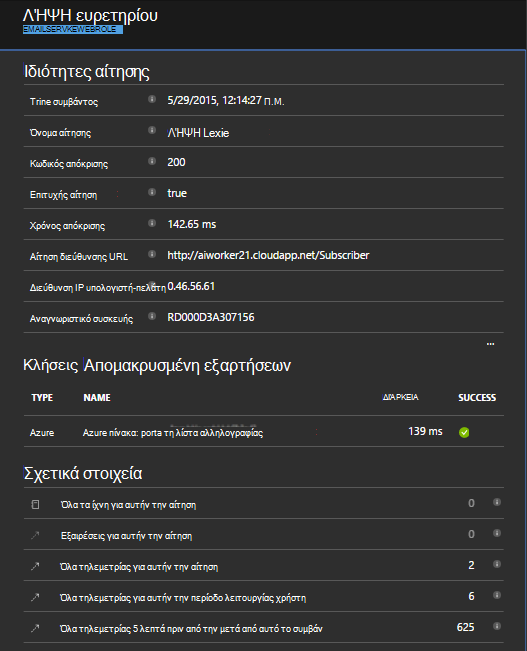 ΛΉΨΗ ευρετηρίου
EMAILSERVKEWEBROLE
Ιδιότητες αίτησης
Trine συμβάντος 5/29/2015, 12:14:27 Π.Μ.
Όνομα αίτησης ΛΉΨΗ Lexie
Κωδικός απόκρισης 200
Επιτυχής αίτηση true
Χρόνος απόκρισης 142.65 ms
Αίτηση διεύθυνσης URL http://aiworker21.cloudapp.net/Subscriber
Διεύθυνση IP υπολογιστή-πελάτη 0.46.56.61
Αναγνωριστικό συσκευής RD000D3A307156
...
Κλήσεις Απομακρυσμένη εξαρτήσεων
TYPE NAME ΔΙΆΡΚΕΙΑ SUCCESS
Azure Azure πίνακα: porta τη λίστα αλληλογραφίας 139 ms
Σχετικά στοιχεία
Όλα τα ίχνη για αυτήν την αίτηση 0
Εξαιρέσεις για αυτήν την αίτηση 0
Όλα τηλεμετρίας για αυτήν την αίτηση 2
Όλα τηλεμετρίας για αυτήν την περίοδο λειτουργίας χρήστη 6
Όλα τηλεμετρίας 5 λεπτά πριν από την μετά από αυτό το συμβάν 625